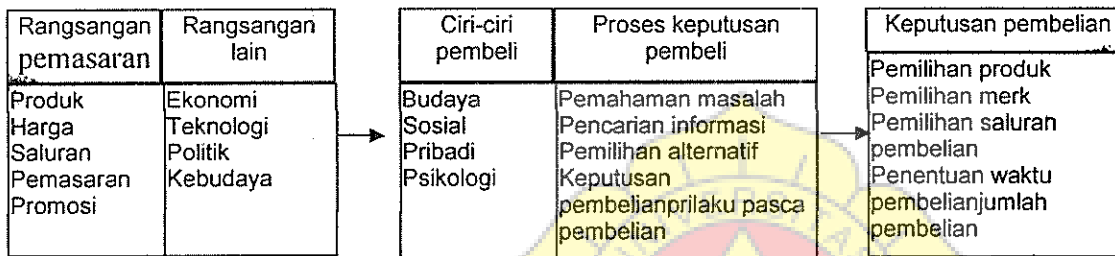 Rangsangan
pemasaran
Rangsangan
lain
Produk
Harga
Saluran
Pemasaran
Promosi
Ekonomi
Teknologi
Politik
Kebudaya
Ciri-ciri
pembeli
Proses keputusan
pembeli
Budaya
Sosial
Pribadi
Psikologi
Pemahaman masalah
Pencarian informasi
Pemilihan alternatif
Keputusan
pembelianprilaku pasca
pembelian
Keputusan pembelian
Pemilihan produk
Pemilihan merk
Pemilihan salurah
pembelian
Penentuan waktu
pembelianjumlah
pembelian